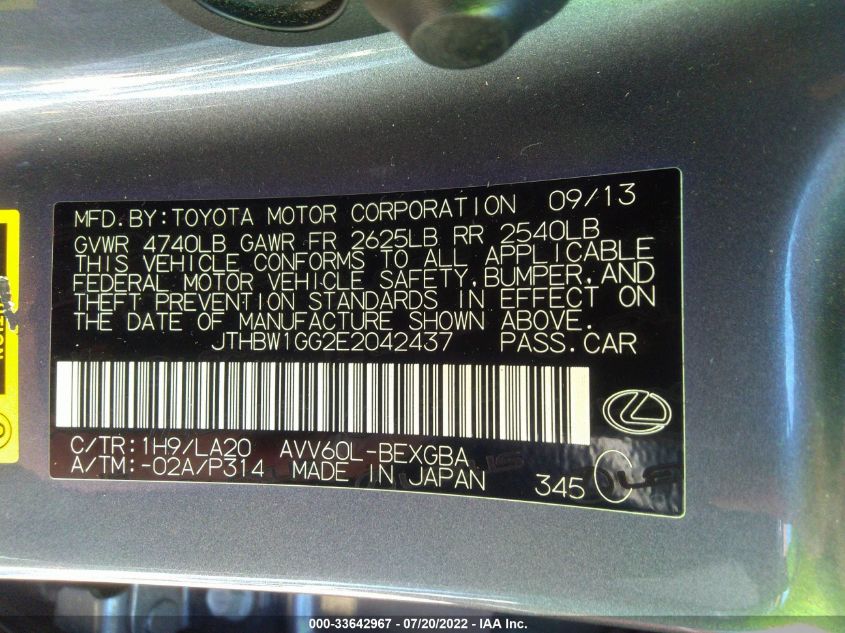 MFD.BY:TOYOTA MOTOR CORPORATION 09/13
GVWR 4740LB GAWR FR 2625LB RR 2540LB
THIS VEHICLE CONFORMS TO ALL APPLICABLE
FEDERAL MOTOR VEHICLE SAFETY,BUMPER,AND
THEFT PREVENTION STANDARDS IN EFFECT ON
THE DATE OF MANUFACTURE SHOWN ABOVE.
JTHBW1GG2E2042437 PASS.CAR
C/TR:1H9/LA20 AVV60L-BEXGBA
A/TM:-02A/P314 MADE IN JAPAN 345
000-33642967 - 07/20/2022 - IAA Inc.